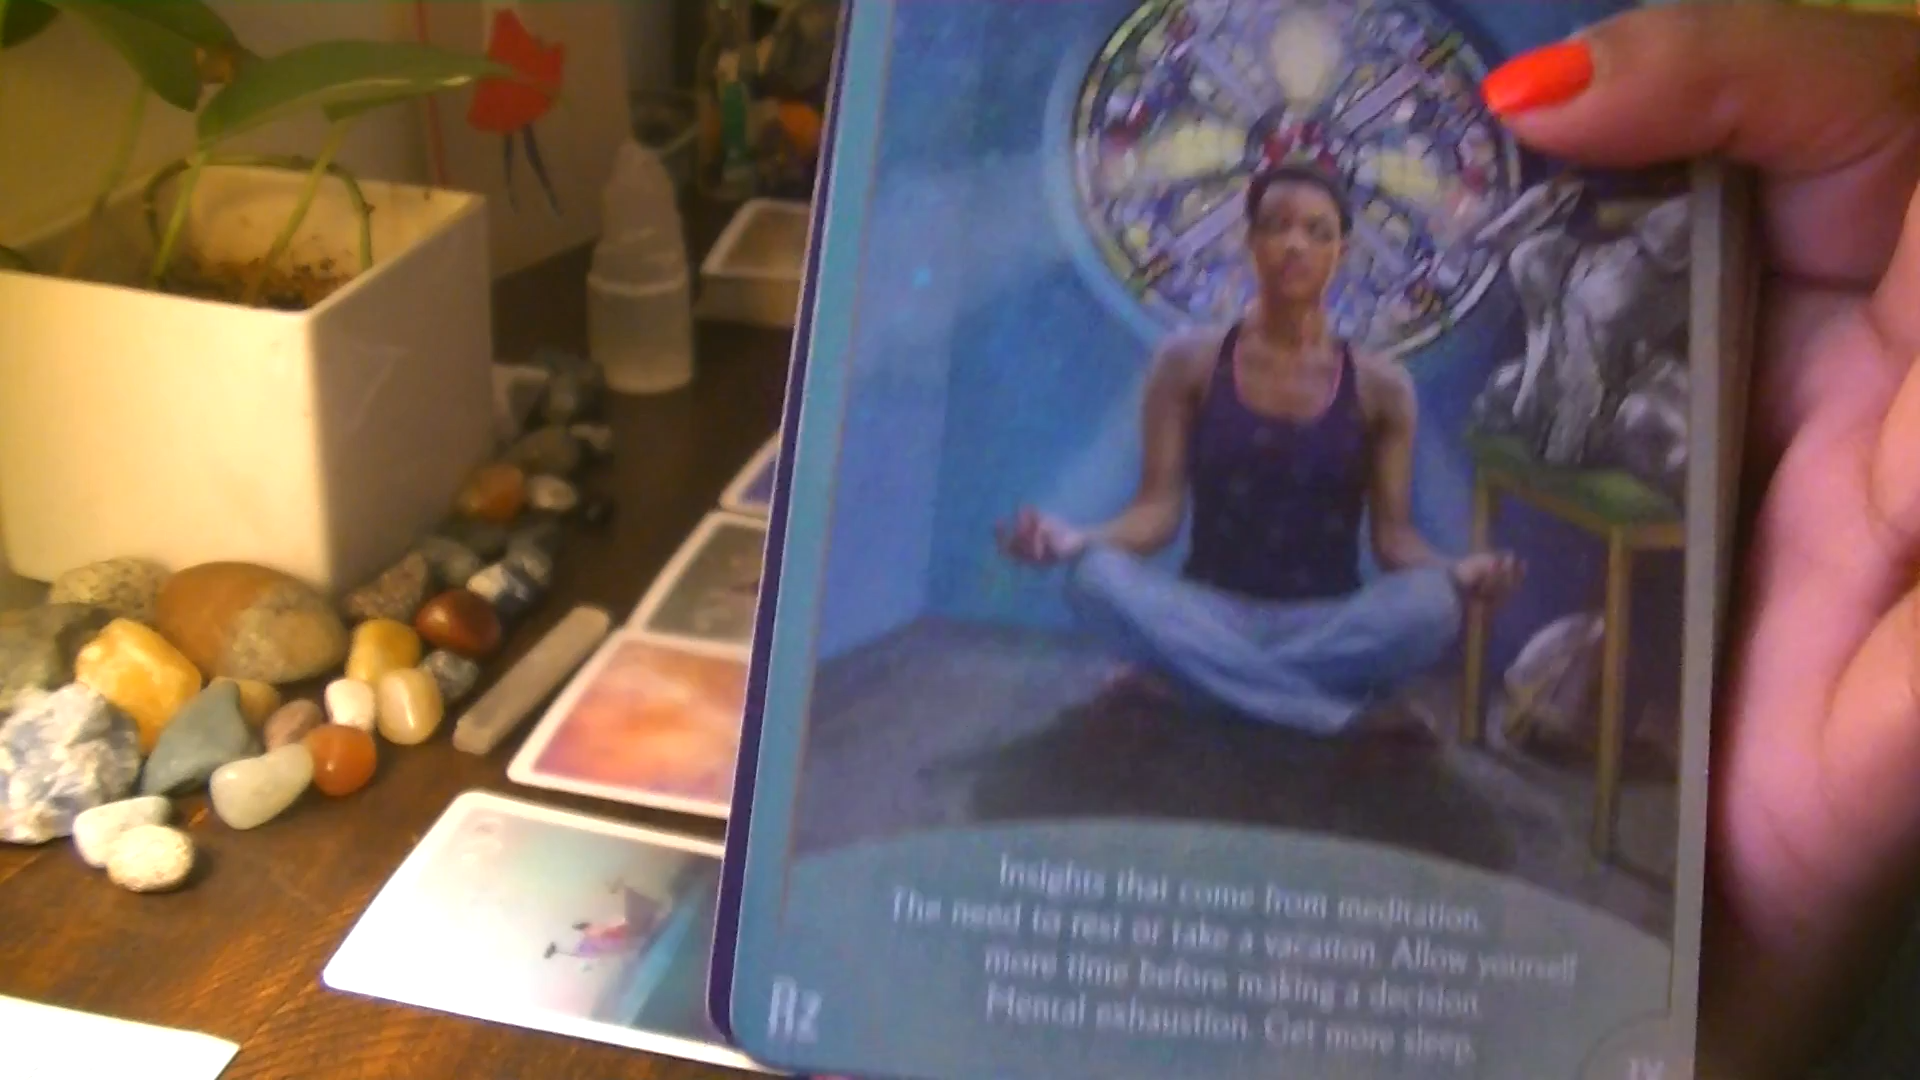 Insights that come from meditation.
The need to rest or take a vacation. Allow yourself
more time before making a decision.
Mental exhaustion. Get more sleep.
IV